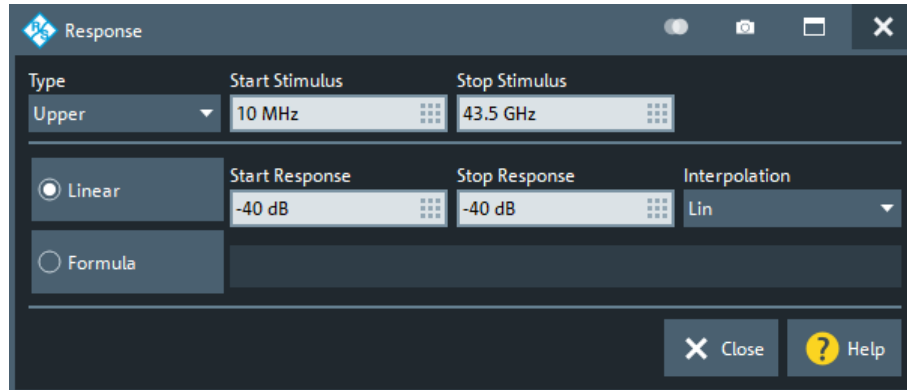 R&S Response
Type Start Stimulus Stop Stimulus
Upper 10 MHz 43.5 GHz
Linear Start Response Stop Response Interpolation
-40 dB -40 dB Lin
Formula
Close ? Help